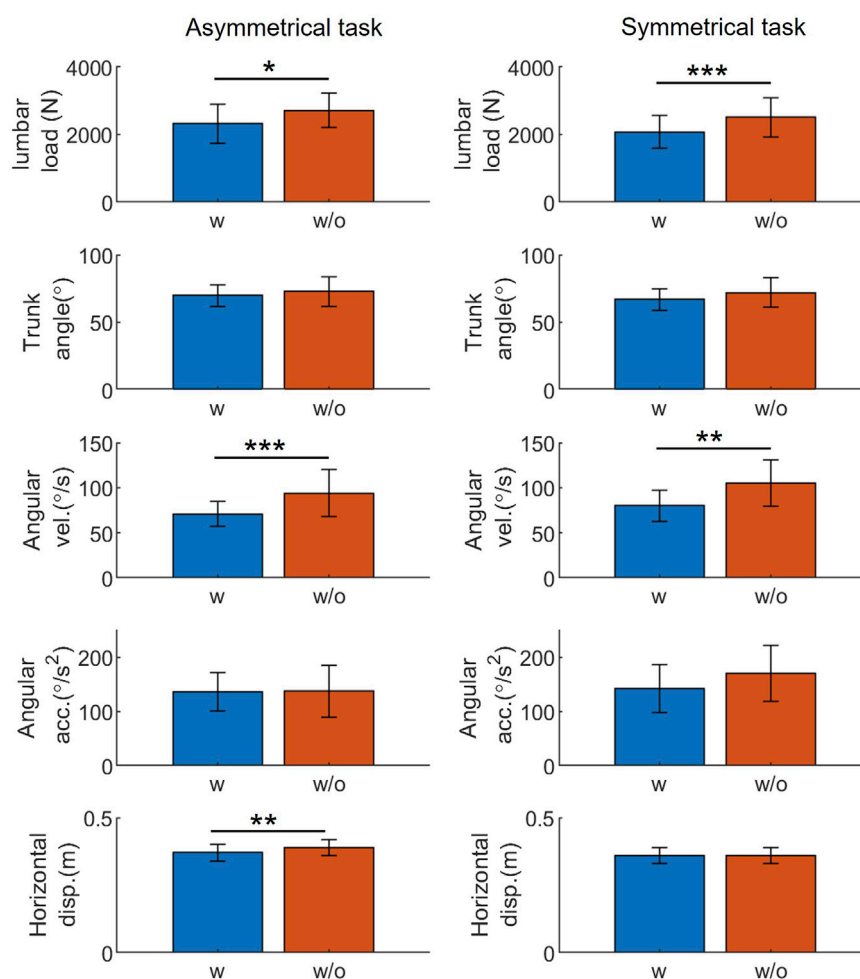 Asymmetrical task
Symmetrical task
lumbar
load (N)
4000
2000
0
*
w
w/o
lumbar
load (N)
4000
2000
0
***
w
w/o
Trunk
angle(°)
100
50
0
w
w/o
Trunk
angle(°)
100
50
0
w
w/o
Angular
vel.(°/s)
150
100
50
0
***
w
w/o
Angular
vel.(°/s)
150
100
50
0
**
w
w/o
Angular
acc.(°/s²)
200
100
0
w
w/o
Angular
acc.(°/s²)
200
100
0
w
w/o
Horizontal
disp.(m)
0.5
0
**
w
w/o
Horizontal
disp.(m)
0.5
0
w
w/o